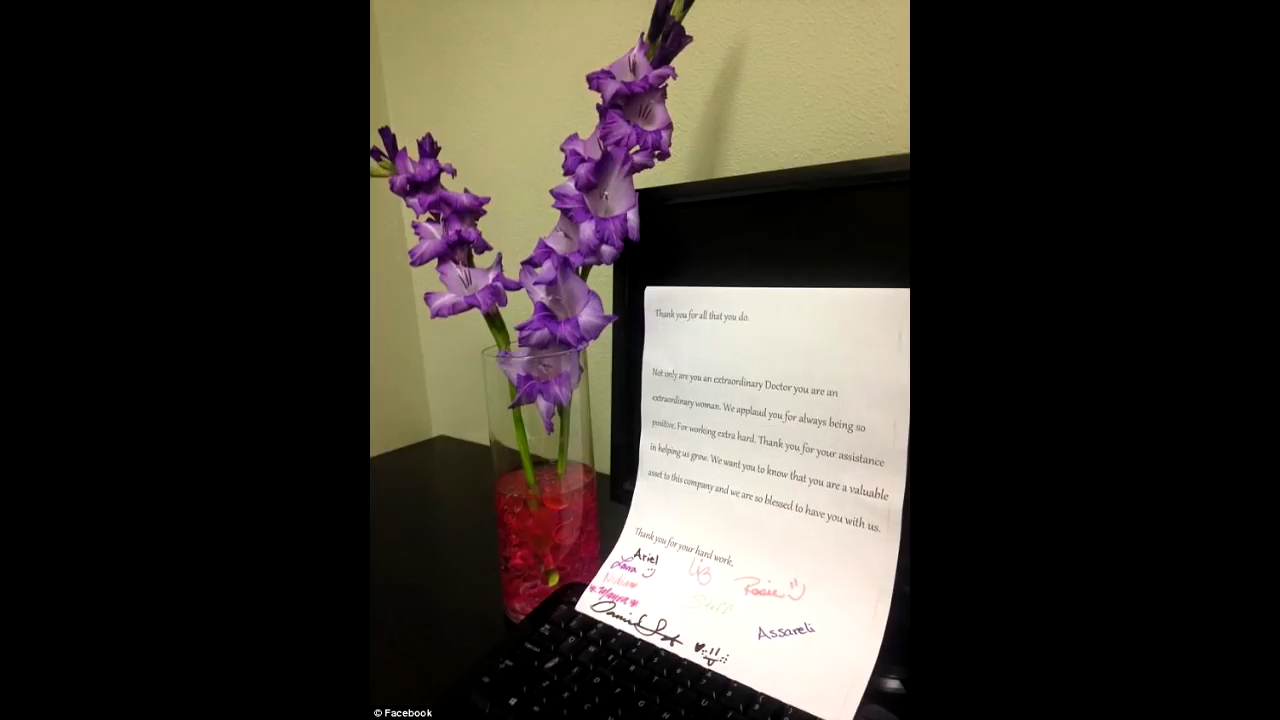 Thank you for all that you do.
Not only are you an extraordinary Doctor you are an
extraordinary woman. We applaud you for always being so
positive. For working extra hard. Thank you for your assistance
in helping us grow. We want you to know that you are a valuable
asset to this company and we are so blessed to have you with us.
Thank you for your hard work.
Ariel
Liz
Rosie
Assareli
© Facebook